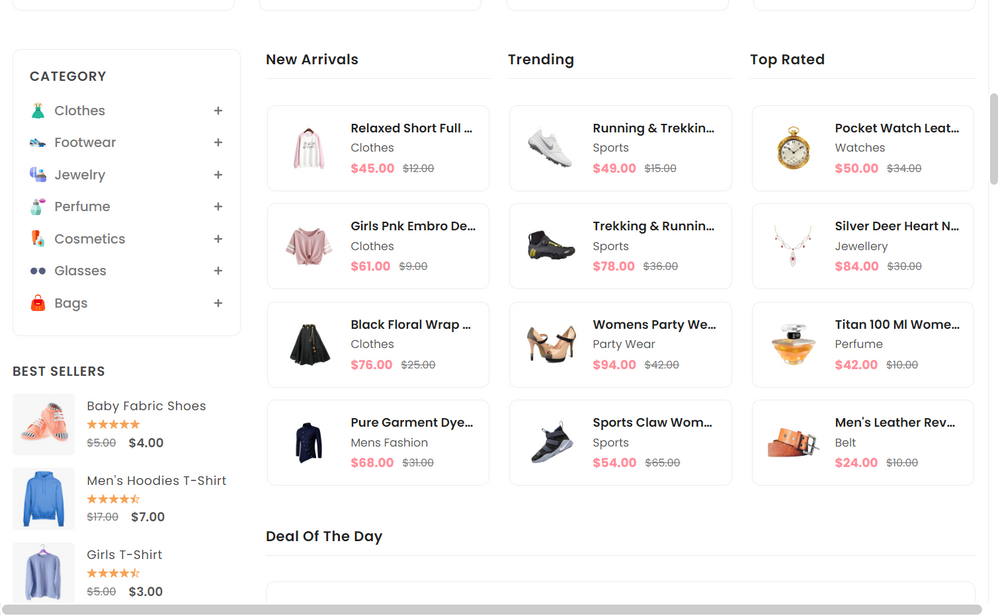 CATEGORY
Clothes
Footwear
Jewelry
Perfume
Cosmetics
Glasses
Bags
BEST SELLERS
Baby Fabric Shoes
$5.00 $4.00
Men's Hoodies T-Shirt
$17.00 $7.00
Girls T-Shirt
$5.00 $3.00
New Arrivals
Relaxed Short Full ...
Clothes
$45.00 $12.00
Girls Pnk Embro De...
Clothes
$61.00 $9.00
Black Floral Wrap ...
Clothes
$76.00 $25.00
Pure Garment Dye...
Mens Fashion
$68.00 $31.00
Trending
Running & Trekkin...
Sports
$49.00 $15.00
Trekking & Runnin...
Sports
$78.00 $36.00
Womens Party We...
Party Wear
$94.00 $42.00
Sports Claw Wom...
Sports
$54.00 $65.00
Top Rated
Pocket Watch Leat...
Watches
$50.00 $34.00
Silver Deer Heart N...
Jewellery
$84.00 $30.00
Titan 100 Ml Wome...
Perfume
$42.00 $10.00
Men's Leather Rev...
Belt
$24.00 $10.00
Deal Of The Day